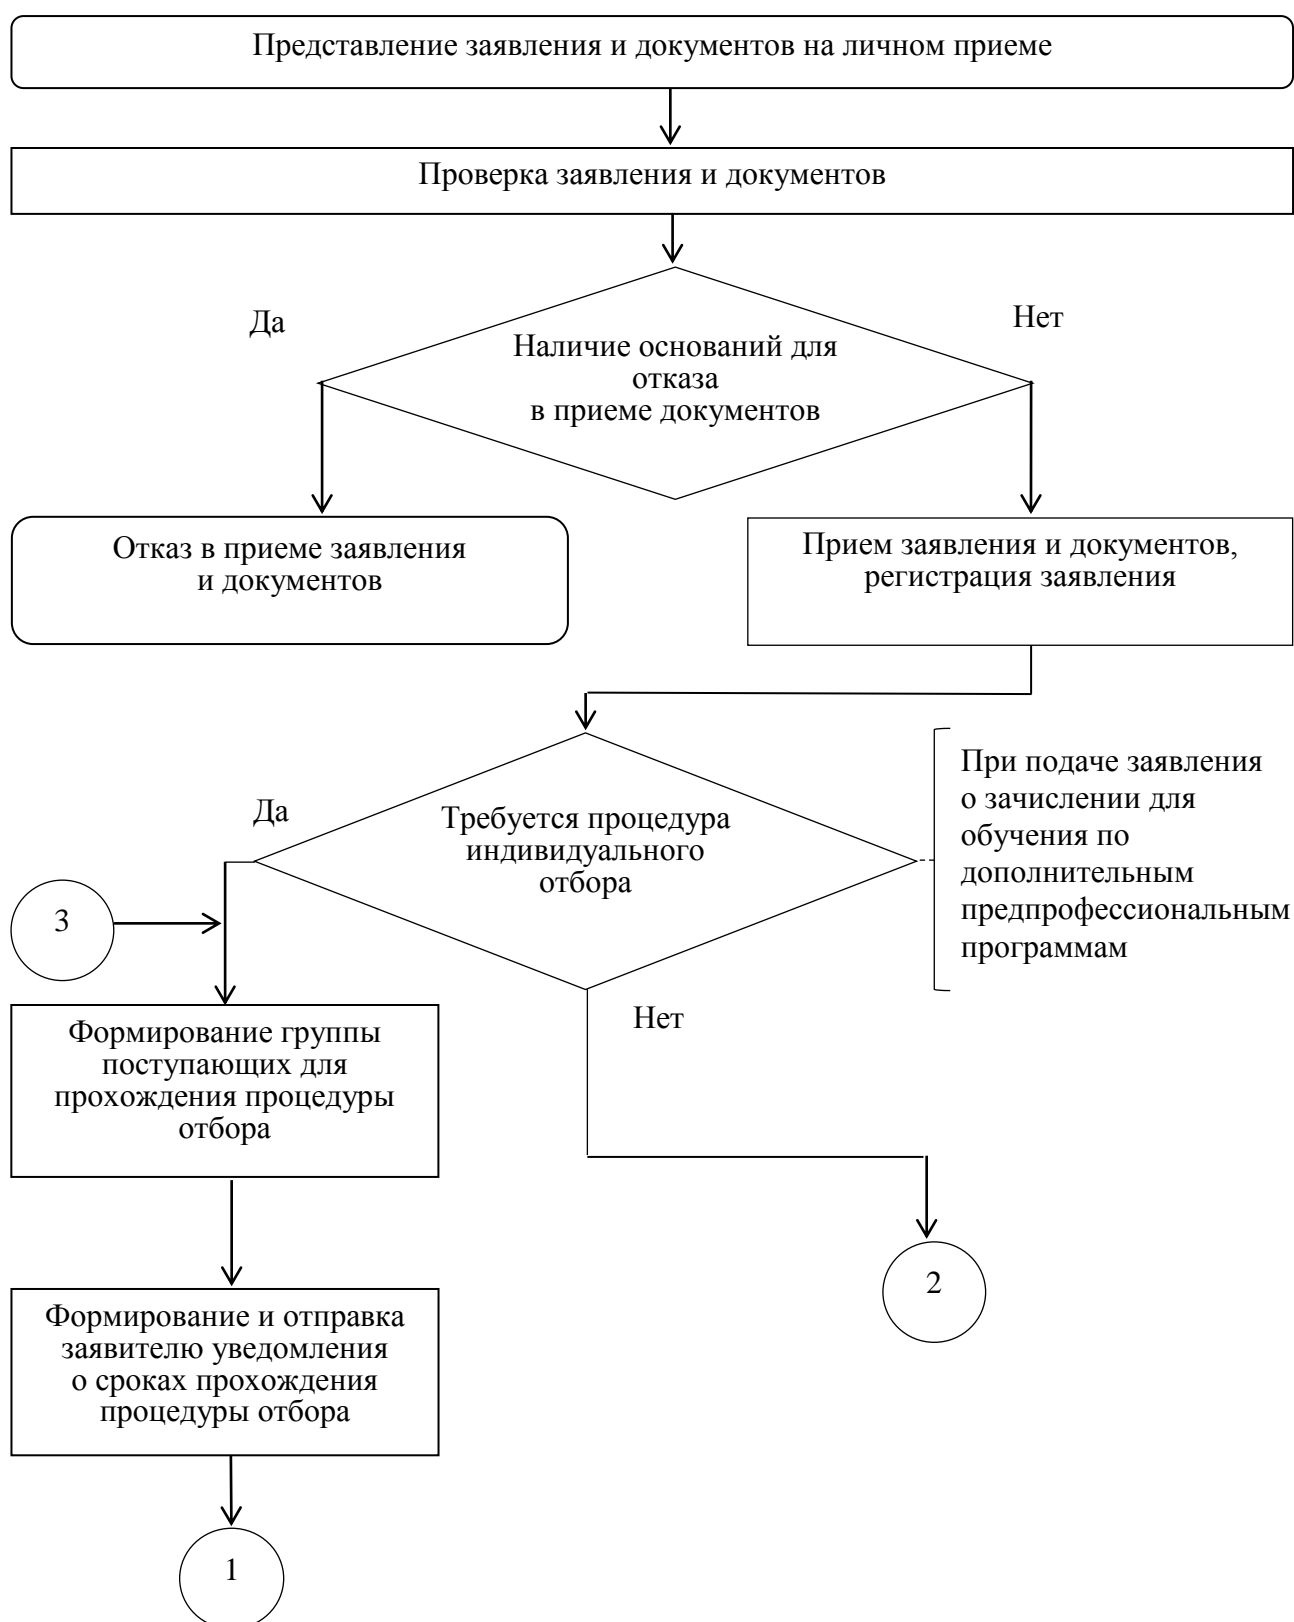 Представление заявления и документов на личном приеме
Проверка заявления и документов
Да
Нет
Наличие оснований для
отказа
в приеме документов
Отказ в приеме заявления
и документов
Прием заявления и документов,
регистрация заявления
Да
Требуется процедура
индивидуального
отбора
При подаче заявления
о зачислении для
обучения по
дополнительным
предпрофессиональным
программам
3
Нет
Формирование группы
поступающих для
прохождения процедуры
отбора
2
Формирование и отправка
заявителю уведомления
о сроках прохождения
процедуры отбора
1